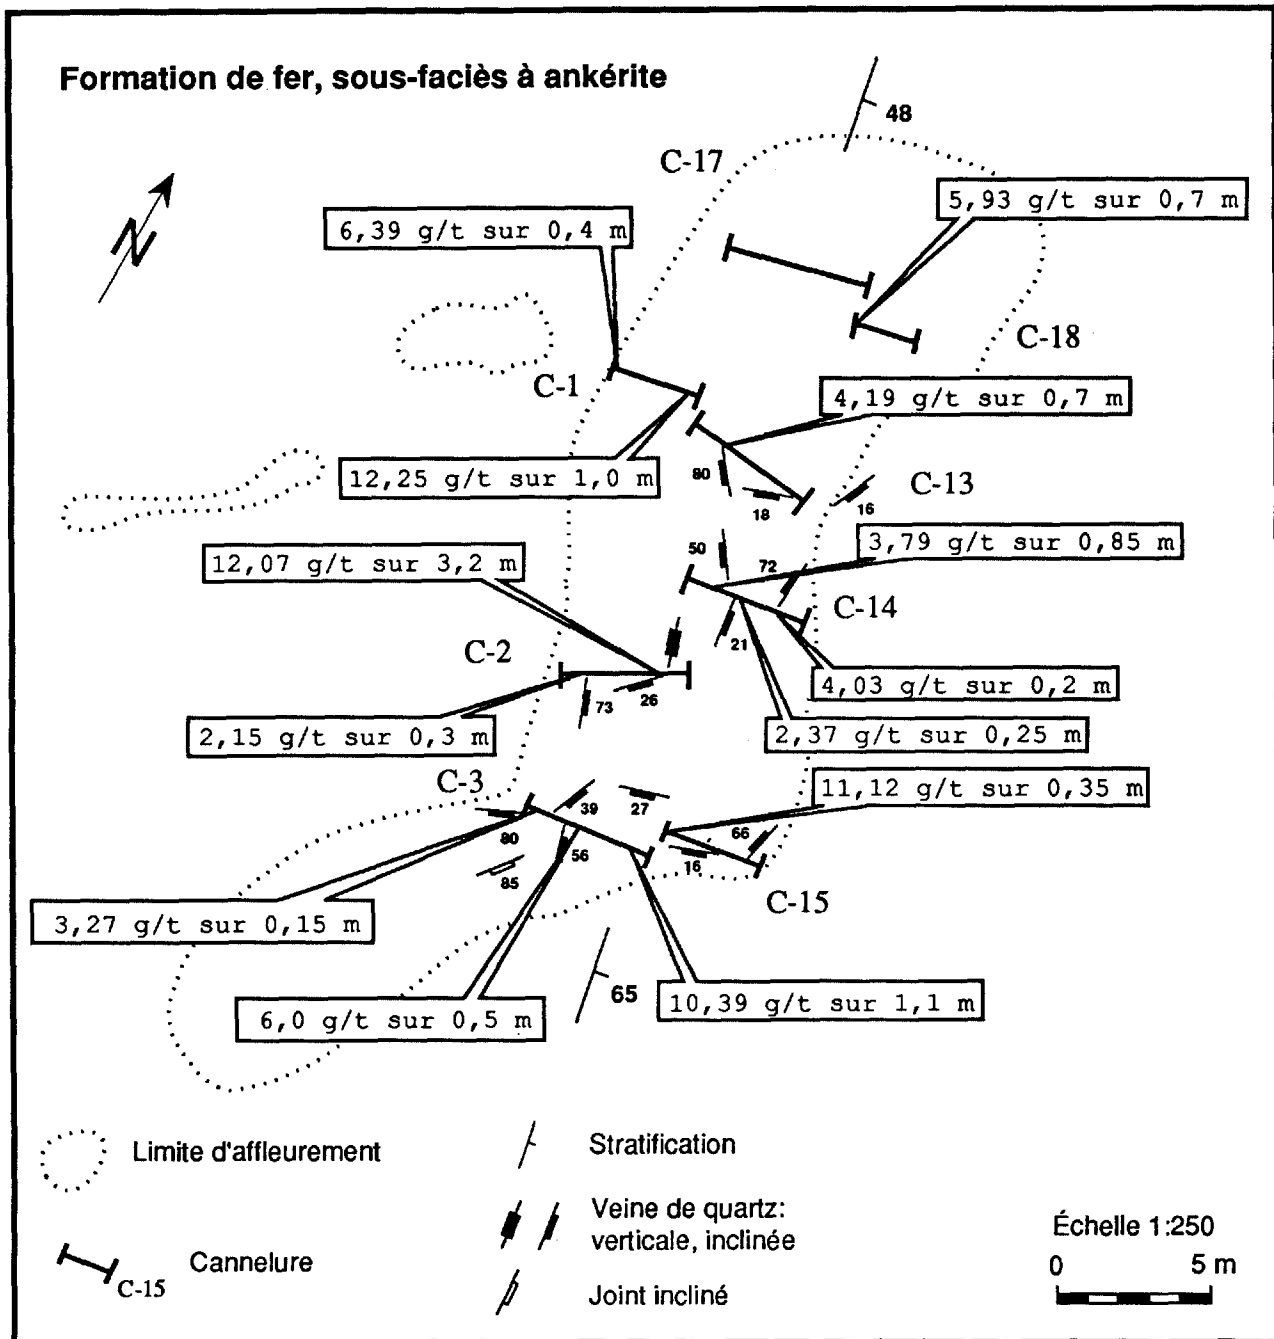 Formation de fer, sous-faciès à ankérite
48
C-17
N
5,93 g/t sur 0,7 m
6,39 g/t sur 0,4 m
C-18
C-1
4,19 g/t sur 0,7 m
12,25 g/t sur 1,0 m
80
C-13
18
16
3,79 g/t sur 0,85 m
50
72
12,07 g/t sur 3,2 m
C-14
C-2
21
4,03 g/t sur 0,2 m
26
73
2,15 g/t sur 0,3 m
2,37 g/t sur 0,25 m
C-3
11,12 g/t sur 0,35 m
39
27
80
66
56
16
85
C-15
3,27 g/t sur 0,15 m
65
10,39 g/t sur 1,1 m
6,0 g/t sur 0,5 m
Limite d'affleurement
Stratification
Veine de quartz:
verticale, inclinée
Cannelure
C-15
Joint incliné
Échelle 1:250
0 5 m